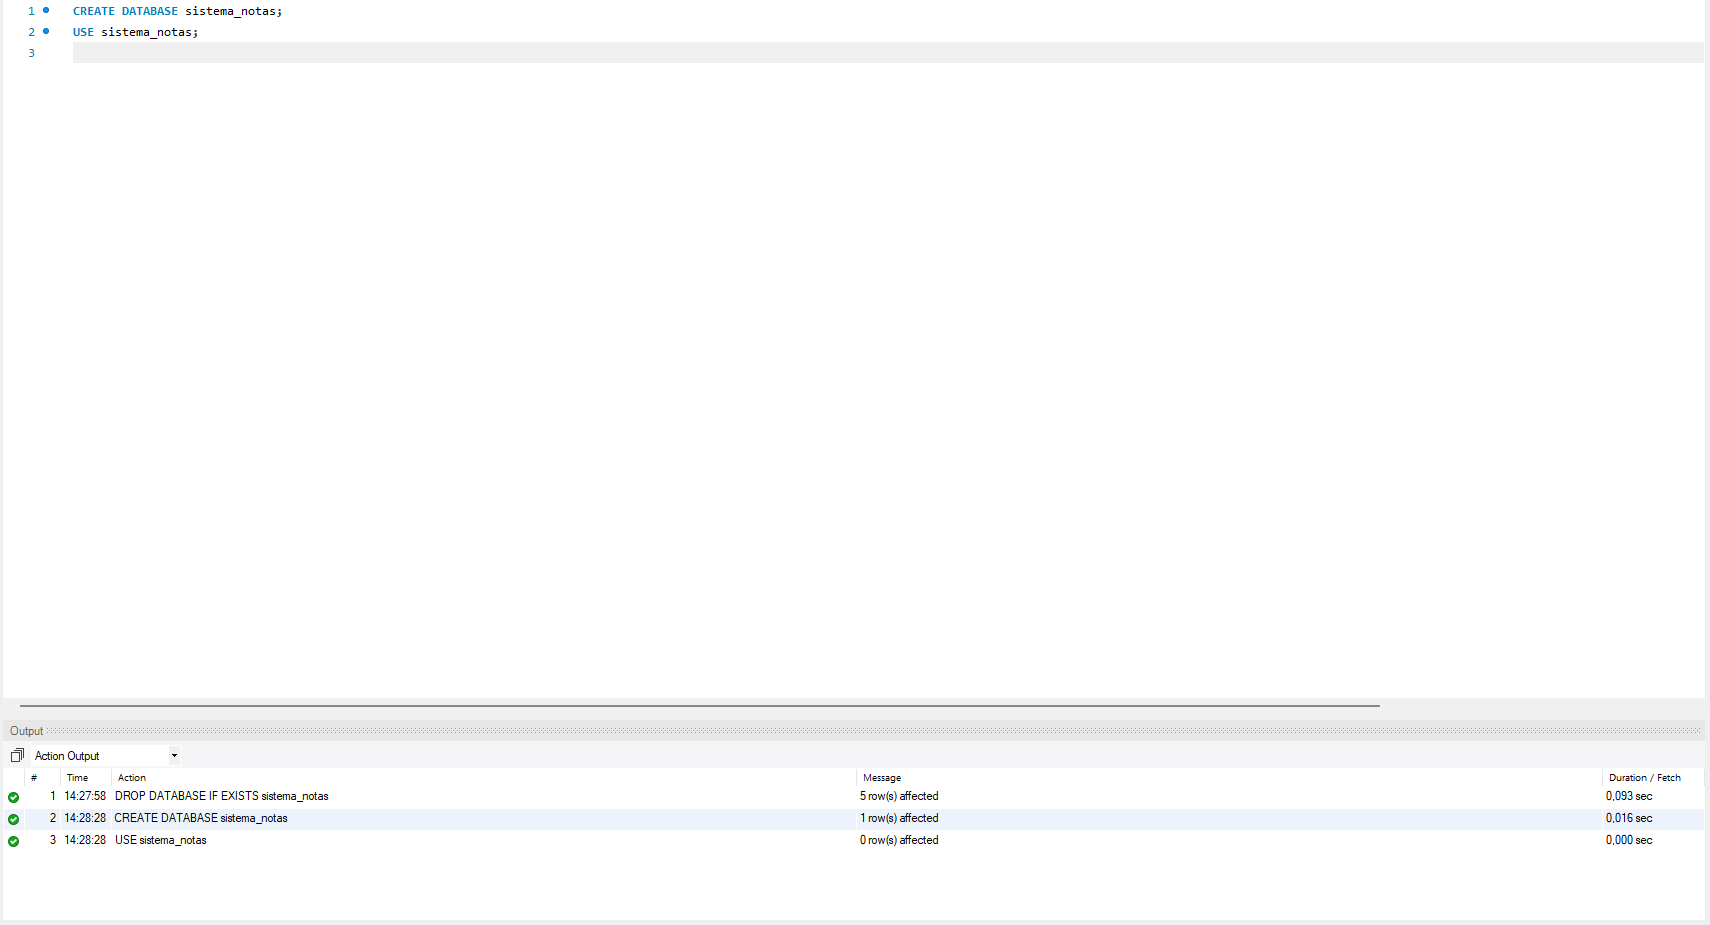 1 CREATE DATABASE sistema_notas;
2 USE sistema_notas;
3
Output
Action Output
# Time Action Message Duration / Fetch
1 14:27:58 DROP DATABASE IF EXISTS sistema_notas 5 row(s) affected 0,093 sec
2 14:28:28 CREATE DATABASE sistema_notas 1 row(s) affected 0,016 sec
3 14:28:28 USE sistema_notas 0 row(s) affected 0,000 sec